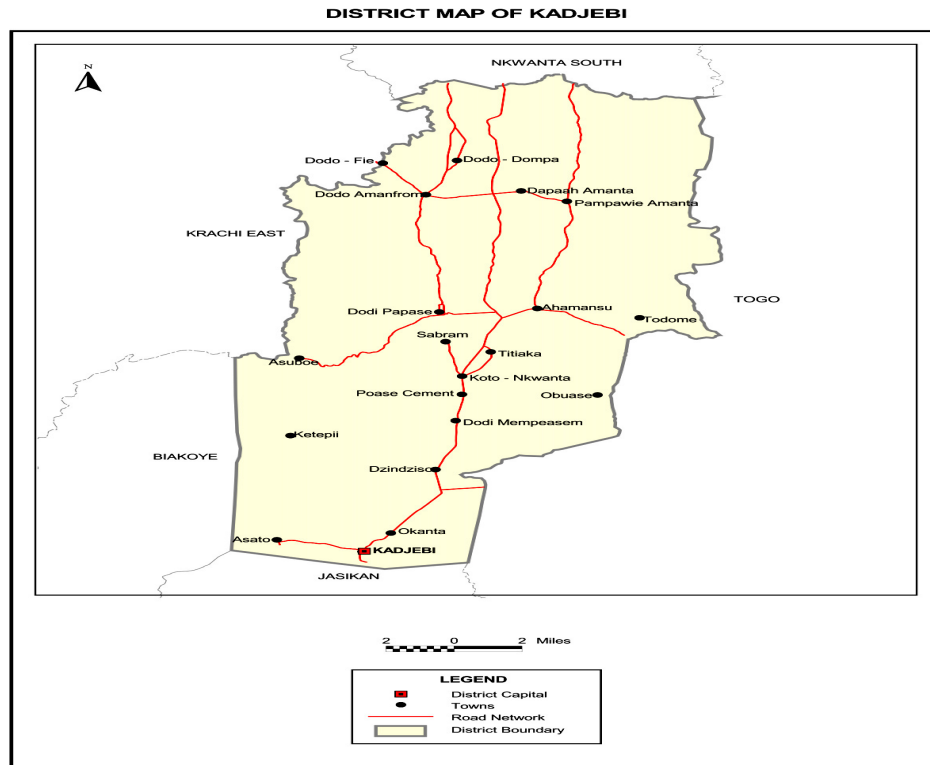 DISTRICT MAP OF KADJEBI
NKWANTA SOUTH
N
Dodo - Fie
Dodo - Dompa
Dodo Amanfrom
Dapaah Amanta
Pampawie Amanta
KRACHI EAST
TOGO
Dodi Papase
Ahamansu
Todome
Sabram
Titiaka
Asuboe
Koto - Nkwanta
Poase Cement
Obuase
Dodi Mempeasem
Ketepii
BIAKOYE
Dzindziso
Okanta
Asato
KADJEBI
JASIKAN
2 0 2 Miles
LEGEND
District Capital
Towns
Road Network
District Boundary